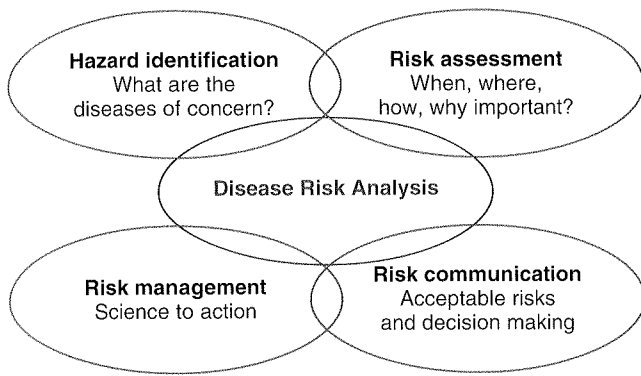 Hazard identification
What are the
diseases of concern?
Risk assessment
When, where,
how, why important?
Disease Risk Analysis
Risk management
Science to action
Risk communication
Acceptable risks
and decision making